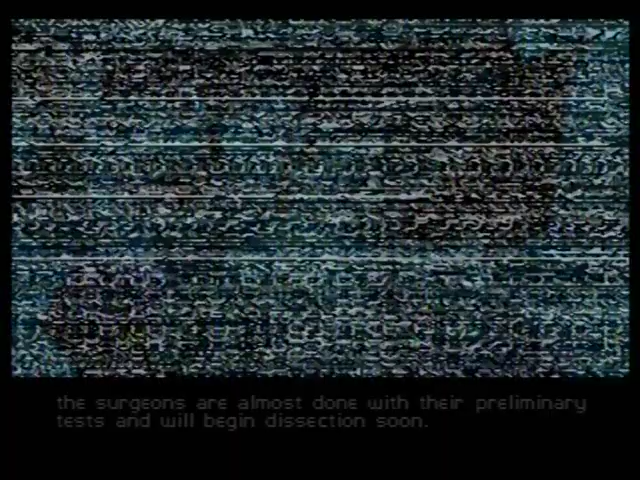 the surgeons are almost done with their preliminary
tests and will begin dissection soon.